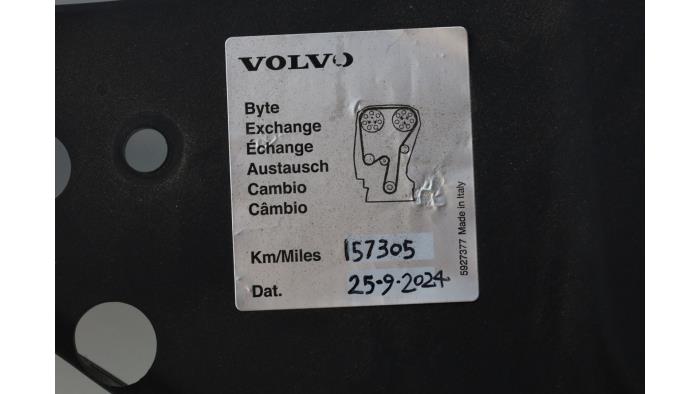 VOLVO
Byte
Exchange
Échange
Austausch
Cambio
Câmbio
Km/Miles 157305
Dat. 25-9-2024
5927377 Made in Italy